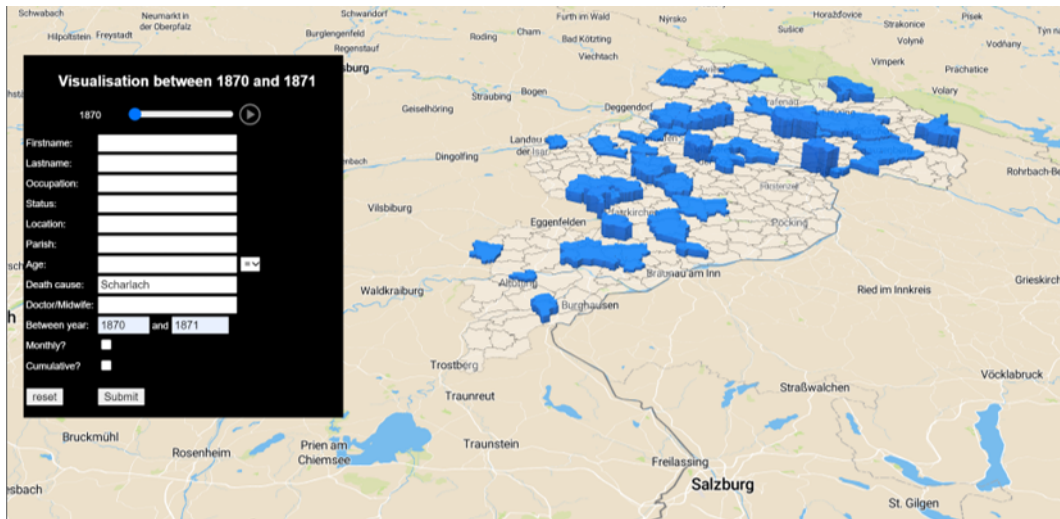 Schwabach
Neumarkt in
der Oberpfalz
Hilpoltstein
Freystadt
Schwandorf
Burglengenfeld
Regenstauf
Roding
Cham
Furth im Wald
Bad Kötzting
Viechtach
Nýrsko
Sušice
Horažďovice
Strakonice
Volyně
Vimperk
Písek
Vodňany
Prachatice
Volary
Visualisation between 1870 and 1871
1870
Firstname:
Lastname:
Occupation:
Status:
Location:
Parish:
Age:
=
Death cause: Scharlach
Doctor/Midwife:
Between year: 1870 and 1871
Monthly?
Cumulative?
reset Submit
Geiselhöring
Straubing
Bogen
Deggendorf
Landau
der Isar
Dingolfing
Vilsbiburg
Eggenfelden
Pocking
Rohrbach-Be
Waldkraiburg
Braunau am Inn
Burghausen
Ried im Innkreis
Grieskirch
Trostberg
Traunreut
Traunstein
Straßwalchen
Vöcklabruck
Bruckmühl
Rosenheim
Prien am
Chiemsee
Freilassing
Salzburg
St. Gilgen
esbach